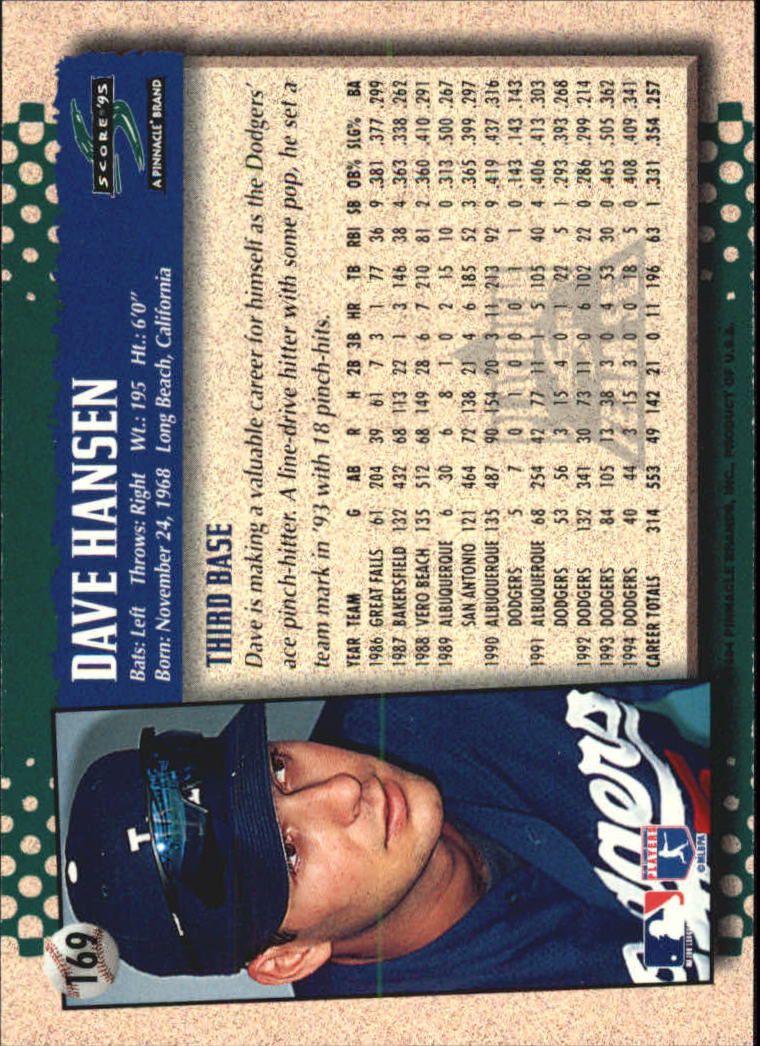 169
DAVE HANSEN
Bats: Left Throws: Right Wt.: 195 Ht.: 6'0"
Born: November 24, 1968 Long Beach, California
SCORE '95
A PINNACLE BRAND
THIRD BASE
Dave is making a valuable career for himself as the Dodgers'
ace pinch-hitter. A line-drive hitter with some pop, he set a
team mark in '93 with 18 pinch-hits.
YEAR TEAM G AB R H 2B 3B HR TB RBI SB OB% SLG% BA
1986 GREAT FALLS 61 204 39 61 7 3 1 77 36 9 .381 .377 .299
1987 BAKERSFIELD 132 432 68 113 22 1 3 146 38 4 .363 .338 .262
1988 VERO BEACH 135 512 68 149 28 6 7 210 81 2 .360 .410 .291
1989 ALBUQUERQUE 6 30 6 8 1 0 2 15 10 0 .313 .500 .267
SAN ANTONIO 121 464 72 138 21 4 6 185 52 3 .365 .399 .297
1990 ALBUQUERQUE 135 487 90 154 20 3 11 213 92 9 .419 .437 .316
DODGERS 5 7 0 1 0 0 0 1 1 0 .143 .143 .143
1991 ALBUQUERQUE 68 254 42 77 11 1 5 105 40 4 .406 .413 .303
DODGERS 53 56 3 15 4 0 1 22 5 1 .293 .393 .268
1992 DODGERS 132 341 30 73 11 0 6 102 22 0 .286 .299 .214
1993 DODGERS 84 105 13 38 3 0 4 53 30 0 .465 .505 .362
1994 DODGERS 40 44 3 15 3 0 0 18 5 0 .408 .409 .341
CAREER TOTALS 314 553 49 142 21 0 11 196 63 1 .331 .354 .257
Dodgers
PLAYERS
©MLBPA
PINNACLE BRANDS, INC., PRODUCT OF U.S.A.